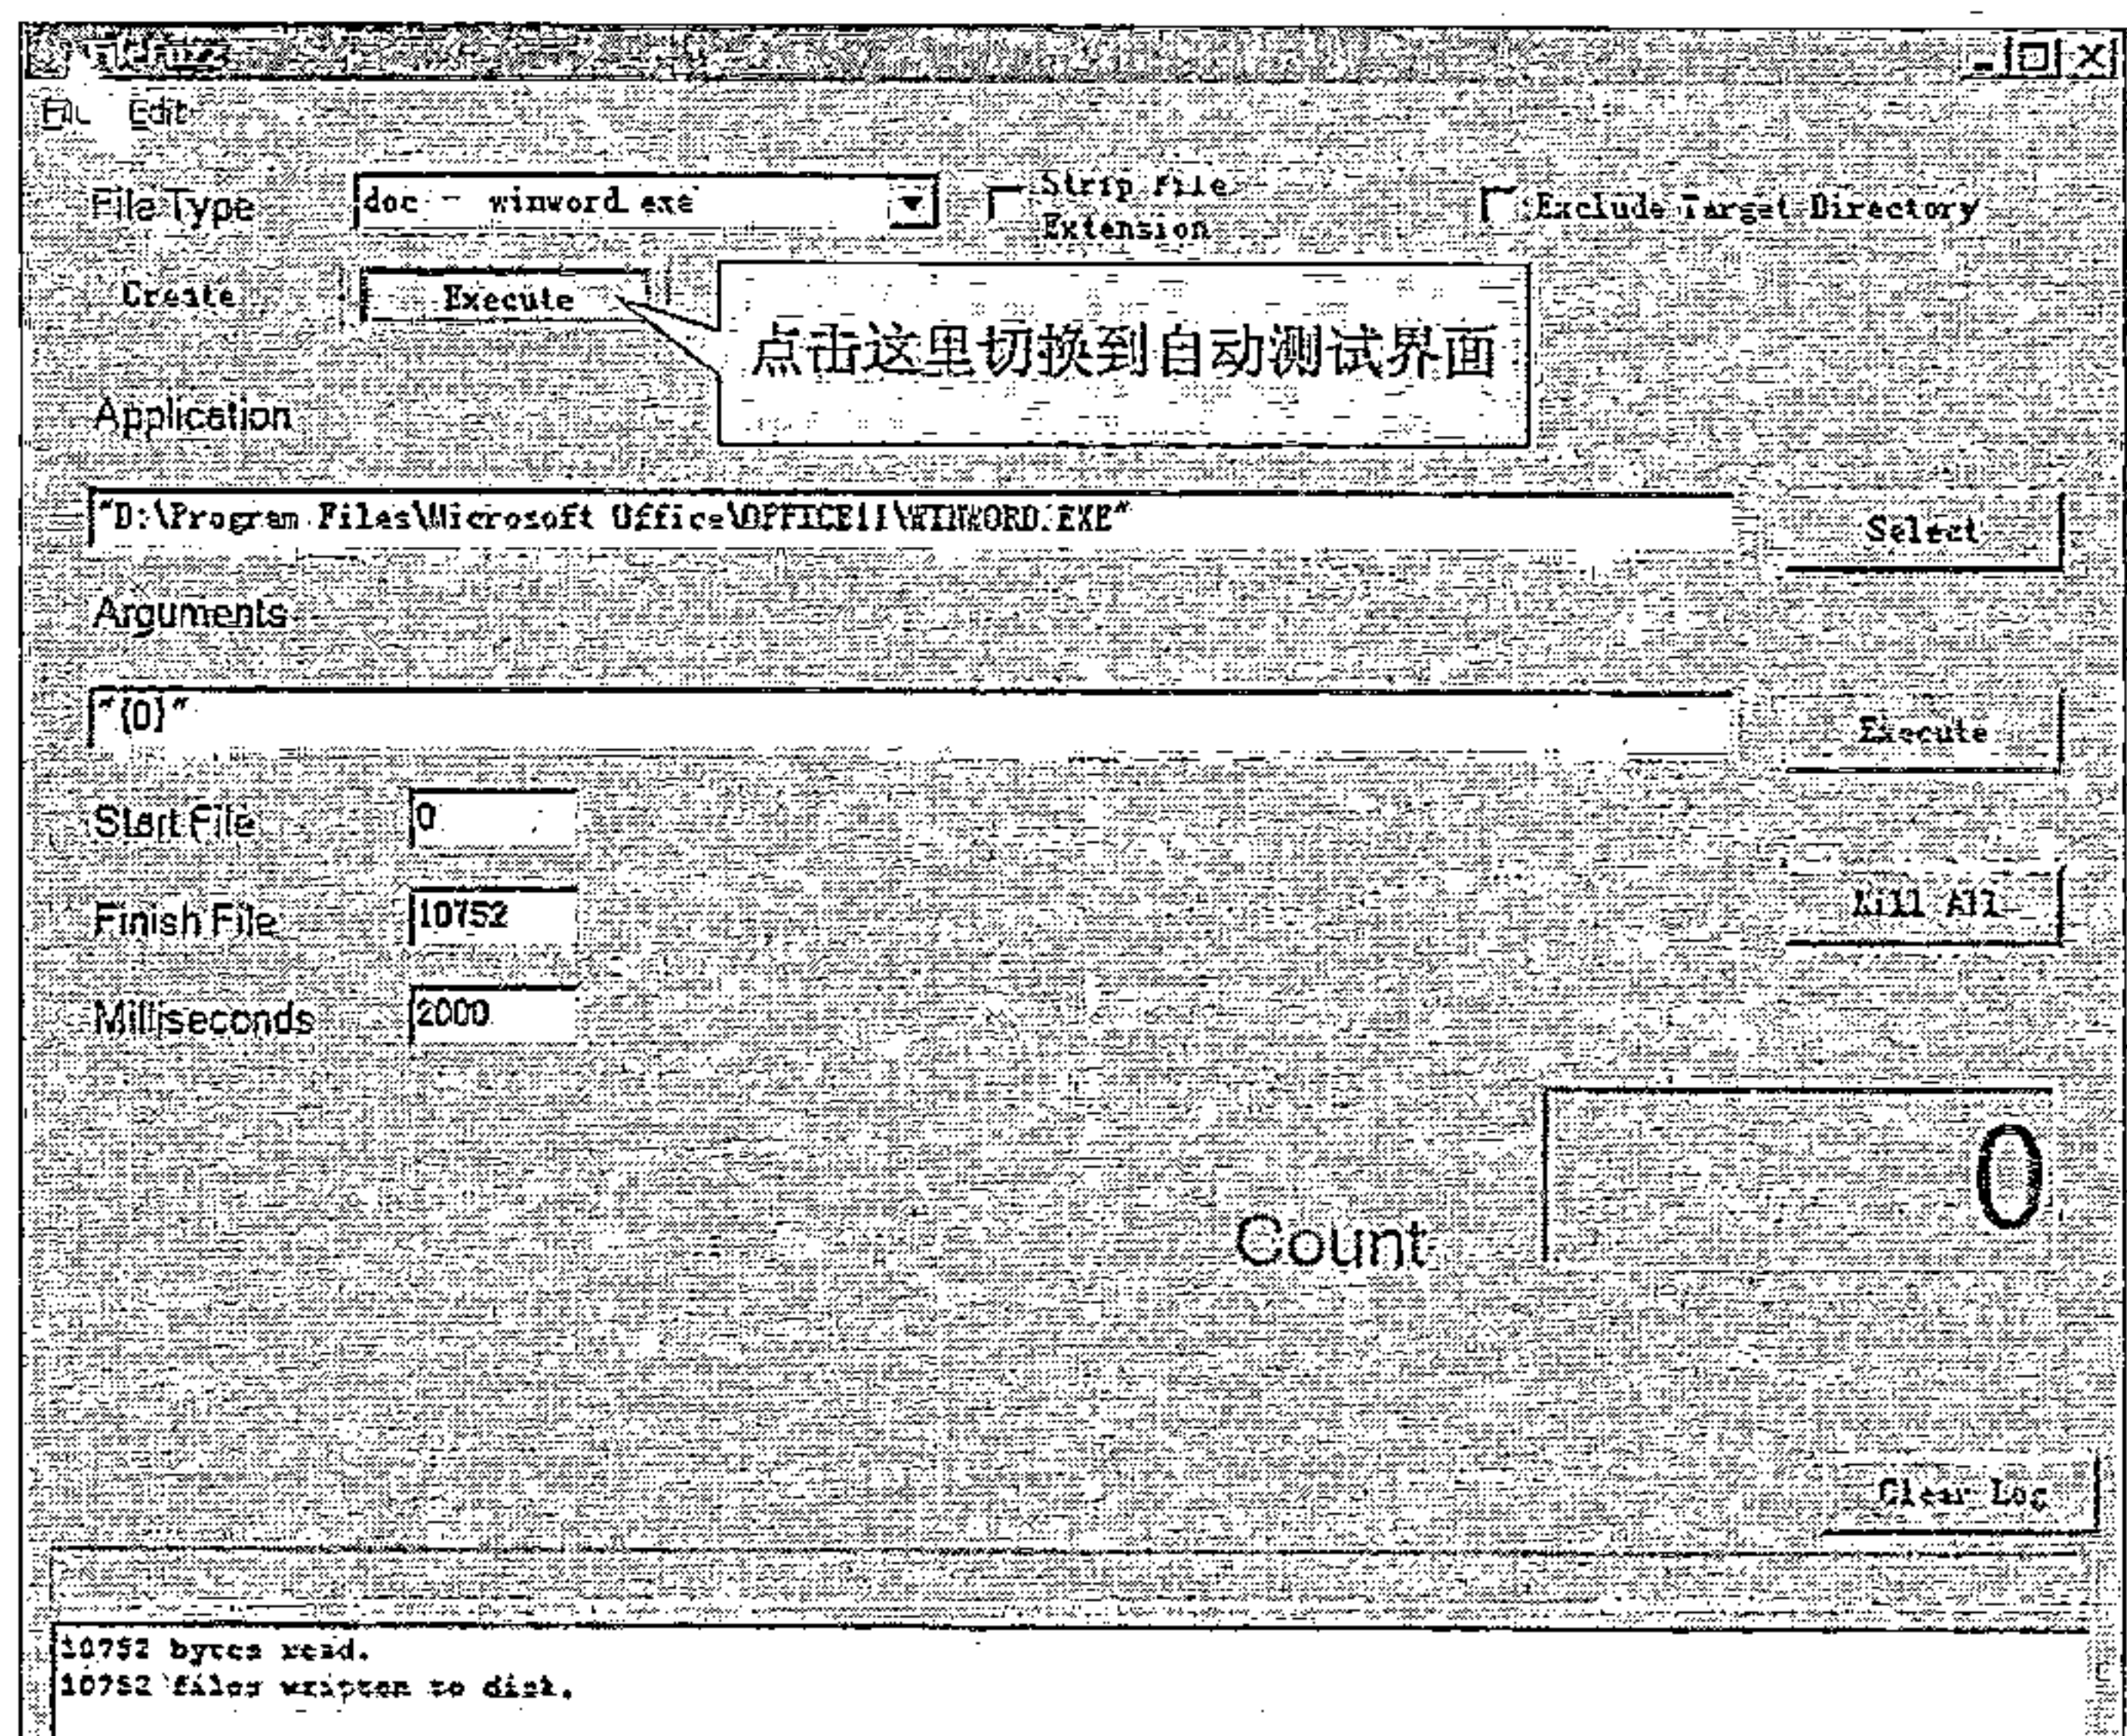 FileFuzz
Edit
File Type
doc - winword.exe
Strip File
Extension
Exclude Target Directory
Create
Execute
点击这里切换到自动测试界面
Application
"D:\Program Files\Microsoft Office\OFFICE11\WINWORD.EXE"
Select
Arguments
"{0}"
Execute
Start File
0
Finish File
10752
Kill All
Milliseconds
2000
Count
0
Clear Log
10752 bytes read.
10752 files written to disk.